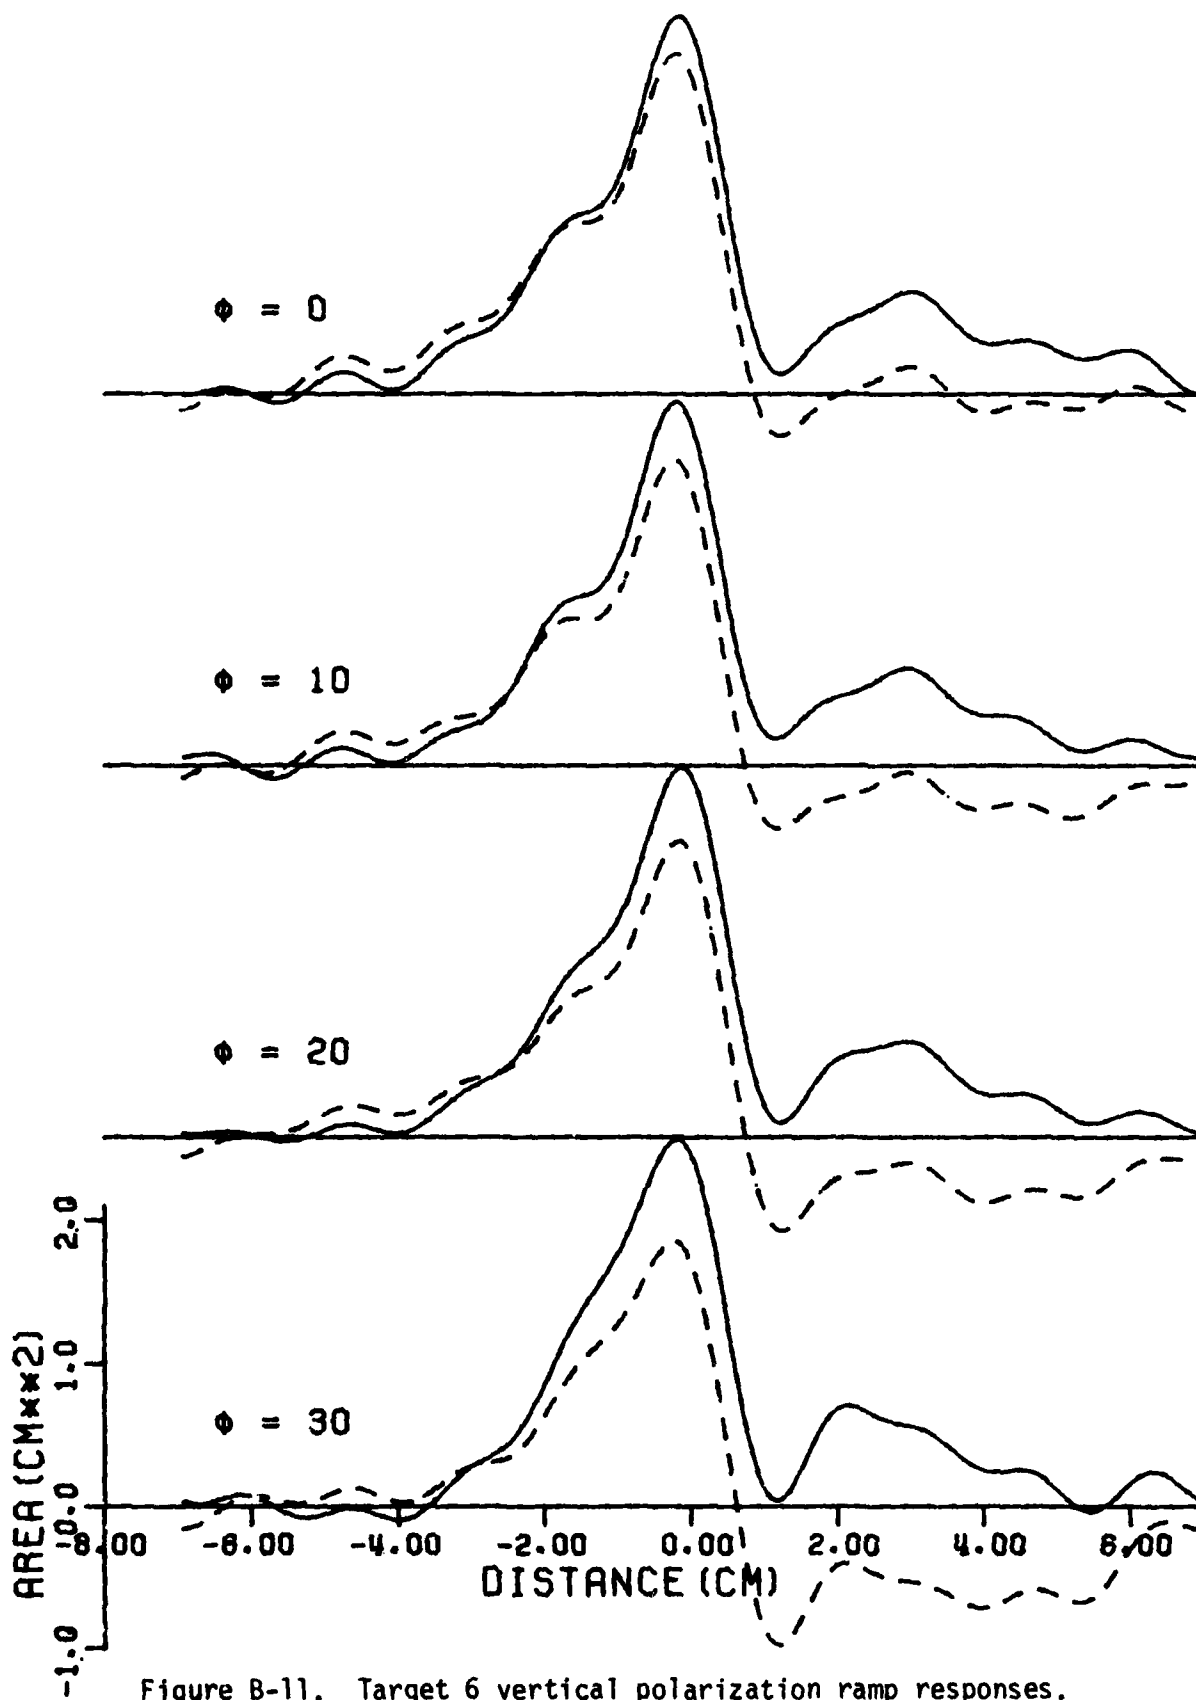 Φ = 0
Φ = 10
Φ = 20
Φ = 30
AREA (CM**2)
2.0
1.0
0.0
-1.0
-8.00 -6.00 -4.00 -2.00 0.00 2.00 4.00 6.00
DISTANCE (CM)
Figure B-11. Target 6 vertical polarization ramp responses.